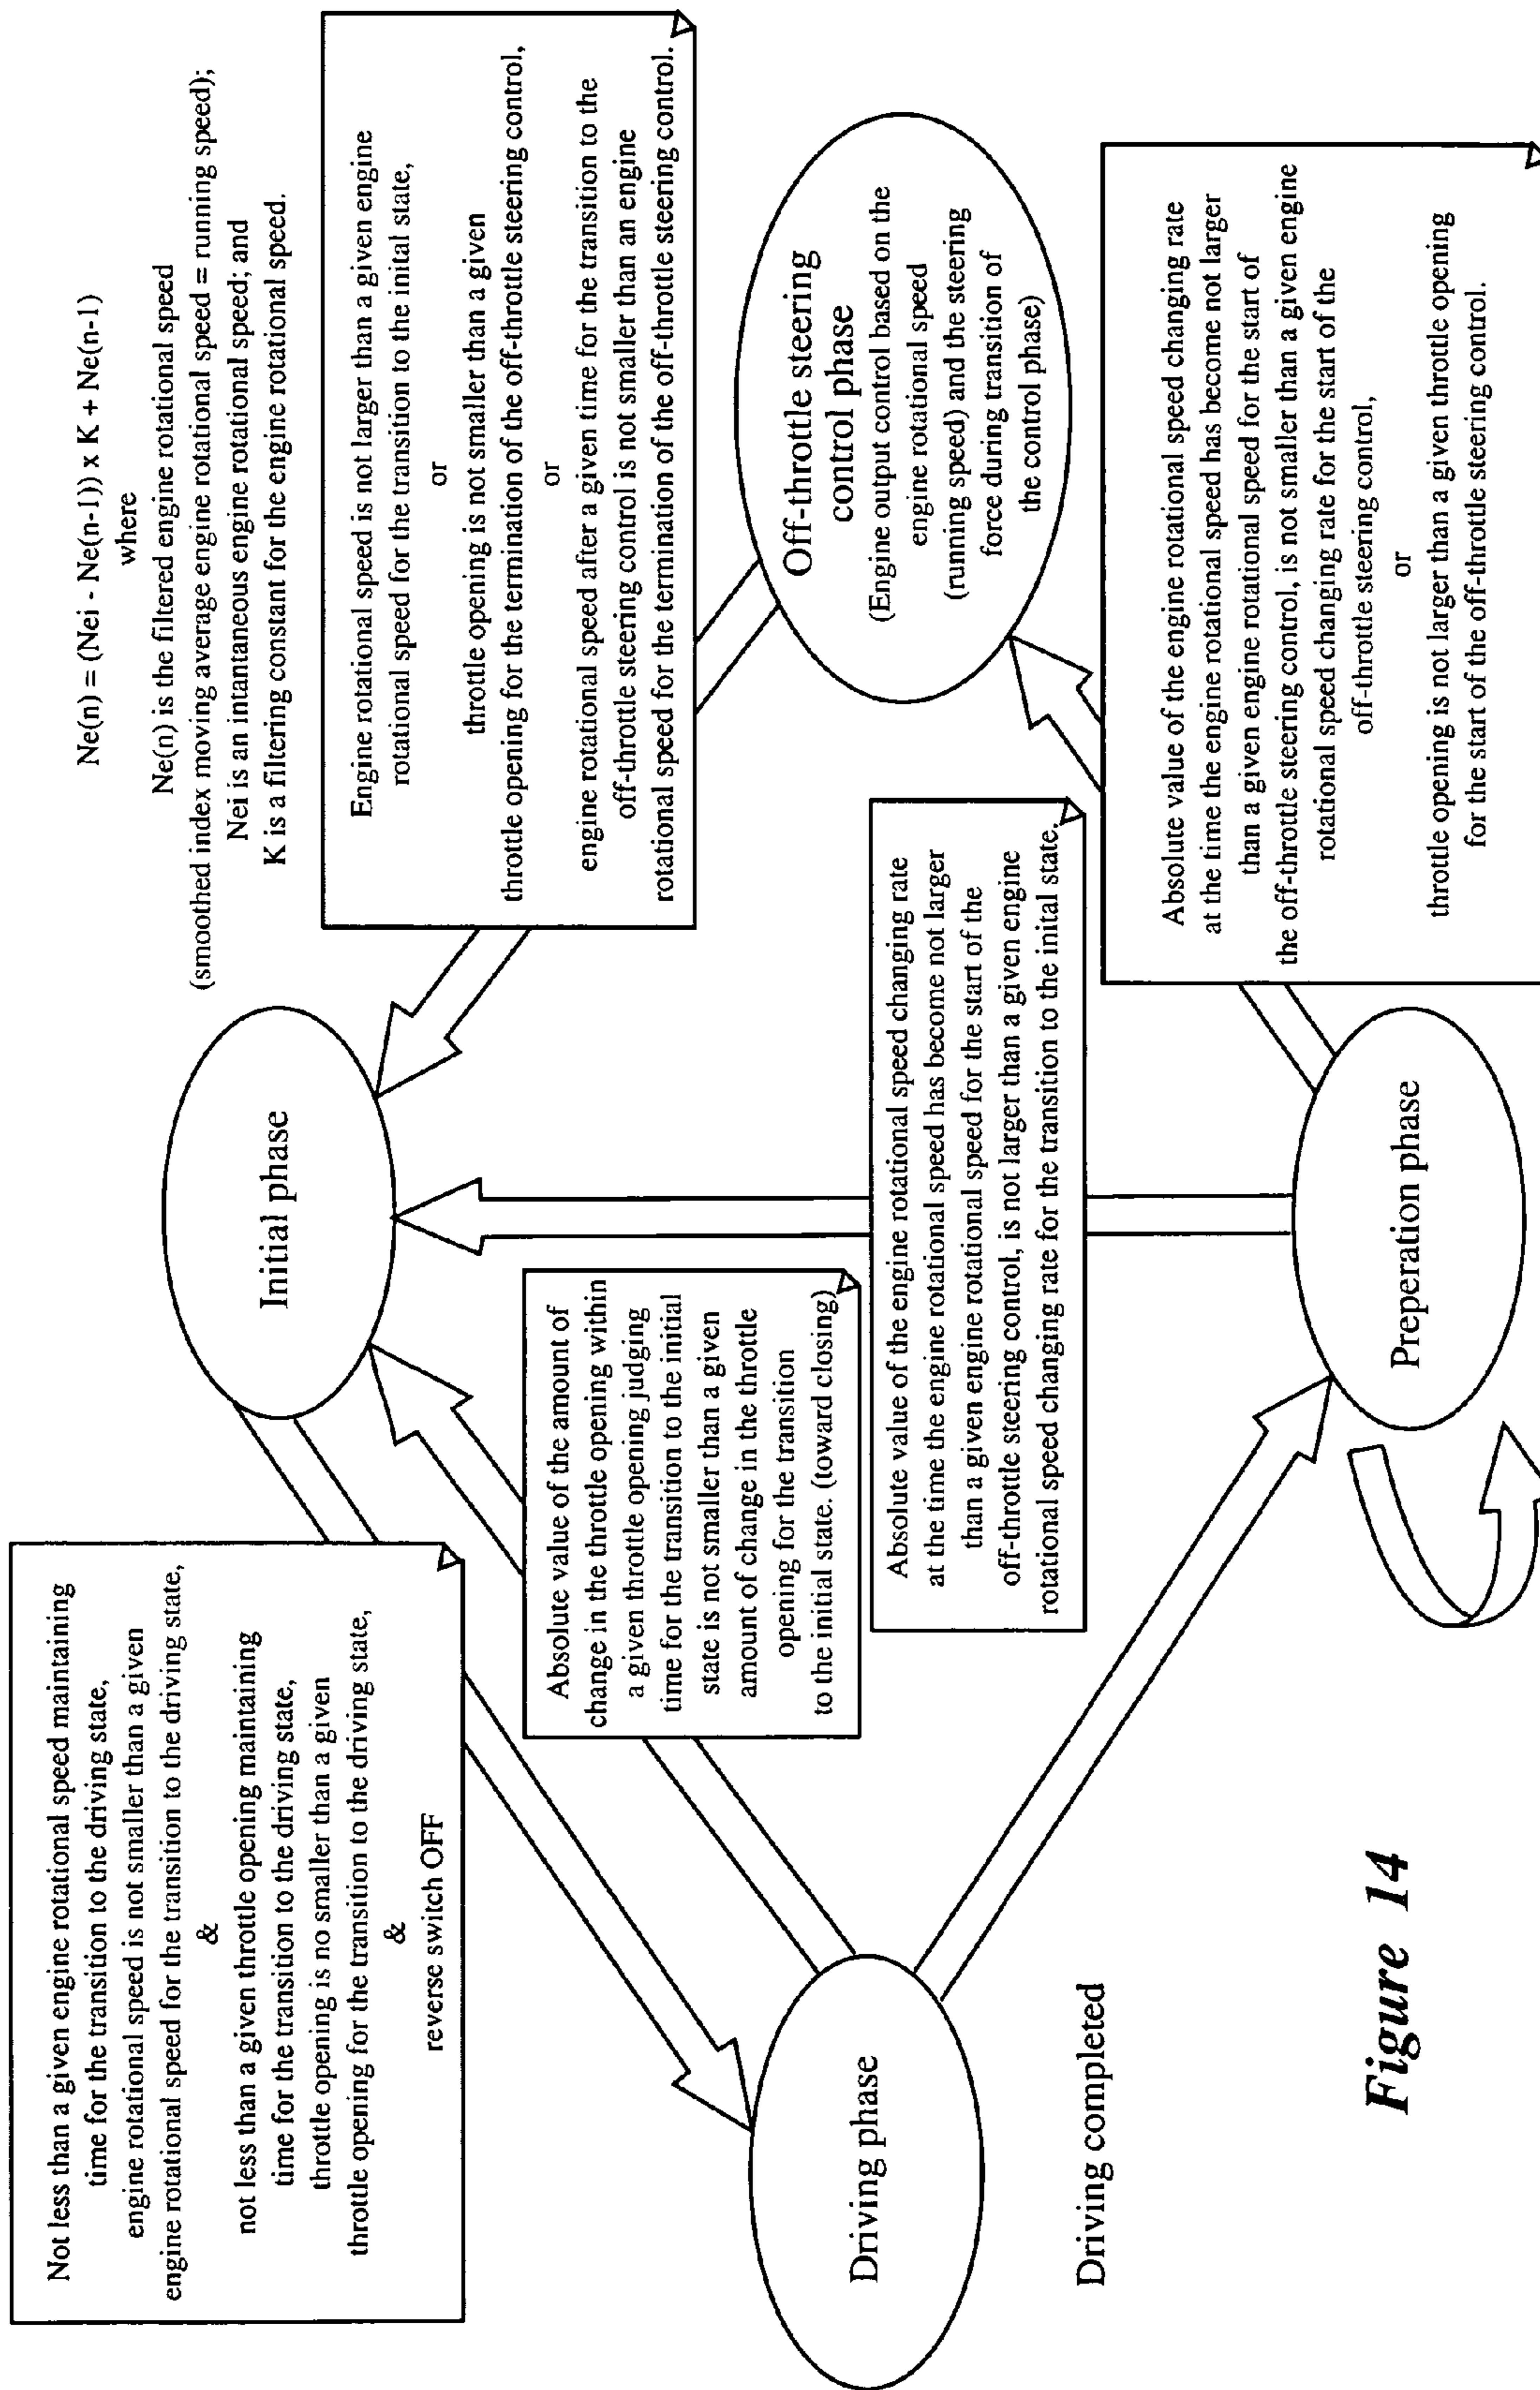 Ne(n) = (Nei - Ne(n-1)) x K + Ne(n-1)
where
Ne(n) is the filtered engine rotational speed
(smoothed index moving average engine rotational speed = running speed);
Nei is an intantaneous engine rotational speed; and
K is a filtering constant for the engine rotational speed.
Not less than a given engine rotational speed maintaining
time for the transition to the driving state,
engine rotational speed is not smaller than a given
engine rotational speed for the transition to the driving state,
&
not less than a given throttle opening maintaining
time for the transition to the driving state,
throttle opening is no smaller than a given
throttle opening for the transition to the driving state,
&
reverse switch OFF
Initial phase
Engine rotational speed is not larger than a given engine
rotational speed for the transition to the inital state,
or
throttle opening is not smaller than a given
throttle opening for the termination of the off-throttle steering control,
or
engine rotational speed after a given time for the transition to the
off-throttle steering control is not smaller than an engine
rotational speed for the termination of the off-throttle steering control.
Absolute value of the amount of
change in the throttle opening within
a given throttle opening judging
time for the transition to the initial
state is not smaller than a given
amount of change in the throttle
opening for the transition
to the initial state. (toward closing)
Driving phase
Off-throttle steering
control phase
(Engine output control based on the
engine rotational speed
(running speed) and the steering
force during transition of
the control phase)
Absolute value of the engine rotational speed changing rate
at the time the engine rotational speed has become not larger
than a given engine rotational speed for the start of the
off-throttle steering control, is not larger than a given engine
rotational speed changing rate for the transition to the inital state.
Driving completed
Absolute value of the engine rotational speed changing rate
at the time the engine rotational speed has become not larger
than a given engine rotational speed for the start of
the off-throttle steering control, is not smaller than a given engine
rotational speed changing rate for the start of the
off-throttle steering control,
or
throttle opening is not larger than a given throttle opening
for the start of the off-throttle steering control.
Preperation phase
Figure 14